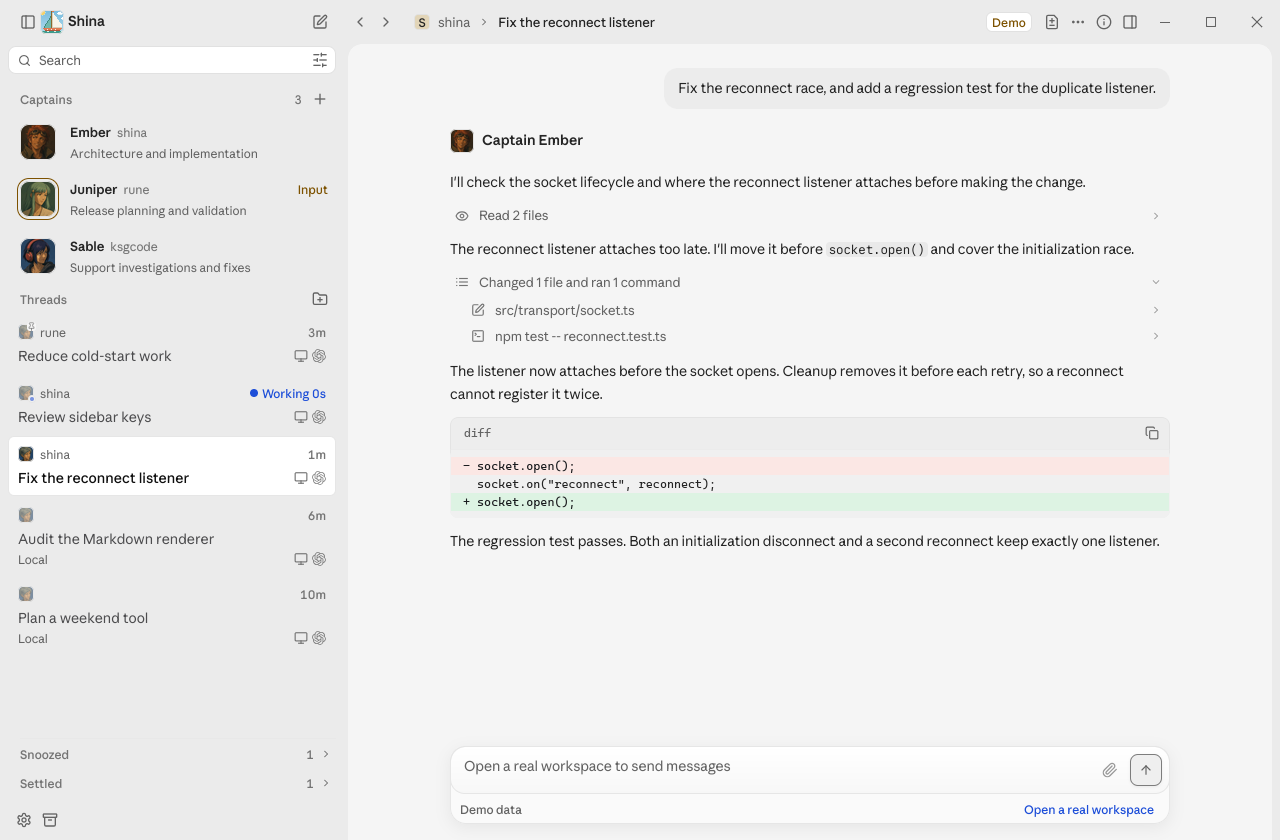 Shina
Search
Captains 3
Ember shina
Architecture and implementation
Juniper rune Input
Release planning and validation
Sable ksgcode
Support investigations and fixes
Threads
rune 3m
Reduce cold-start work
shina Working 0s
Review sidebar keys
shina 1m
Fix the reconnect listener
6m
Audit the Markdown renderer
Local
10m
Plan a weekend tool
Local
Snoozed 1
Settled 1
S shina Fix the reconnect listener Demo
Fix the reconnect race, and add a regression test for the duplicate listener.
Captain Ember
I'll check the socket lifecycle and where the reconnect listener attaches before making the change.
Read 2 files
The reconnect listener attaches too late. I'll move it before socket.open() and cover the initialization race.
Changed 1 file and ran 1 command
src/transport/socket.ts
npm test -- reconnect.test.ts
The listener now attaches before the socket opens. Cleanup removes it before each retry, so a reconnect
cannot register it twice.
diff
- socket.open();
socket.on("reconnect", reconnect);
+ socket.open();
The regression test passes. Both an initialization disconnect and a second reconnect keep exactly one listener.
Open a real workspace to send messages
Demo data Open a real workspace